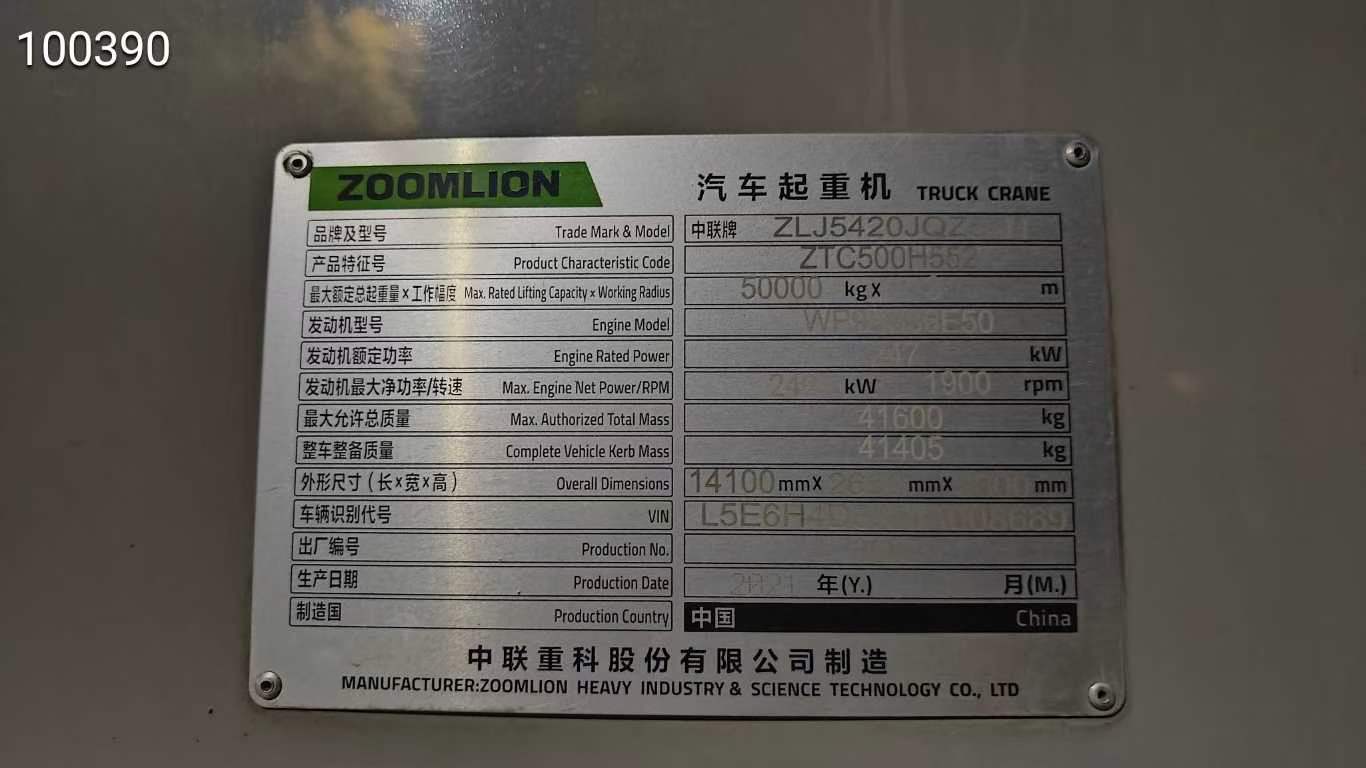 100390
ZOOMLION
汽车起重机 TRUCK CRANE
品牌及型号 Trade Mark & Model 中联牌
产品特征号 Product Characteristic Code ZTC500H552
最大额定总起重量×工作幅度 Max. Rated Lifting Capacity × Working Radius 50000 kg X m
发动机型号 Engine Model
发动机额定功率 Engine Rated Power kW
发动机最大净功率/转速 Max. Engine Net Power/RPM kW 1900 rpm
最大允许总质量 Max. Authorized Total Mass 41600 kg
整车整备质量 Complete Vehicle Kerb Mass 41405 kg
外形尺寸(长×宽×高) Overall Dimensions 14100 mmX mmX mm
车辆识别代号 VIN
出厂编号 Production No.
生产日期 Production Date 2021 年(Y.) 月(M.)
制造国 Production Country 中国 China
中联重科股份有限公司制造
MANUFACTURER:ZOOMLION HEAVY INDUSTRY & SCIENCE TECHNOLOGY CO., LTD